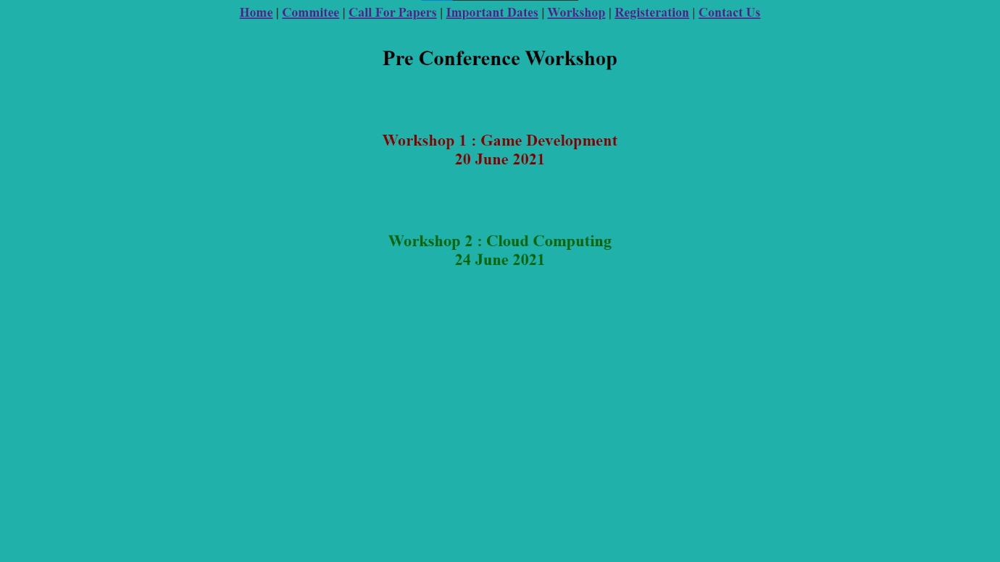 Home | Commitee | Call For Papers | Important Dates | Workshop | Registeration | Contact Us
Pre Conference Workshop
Workshop 1 : Game Development
20 June 2021
Workshop 2 : Cloud Computing
24 June 2021